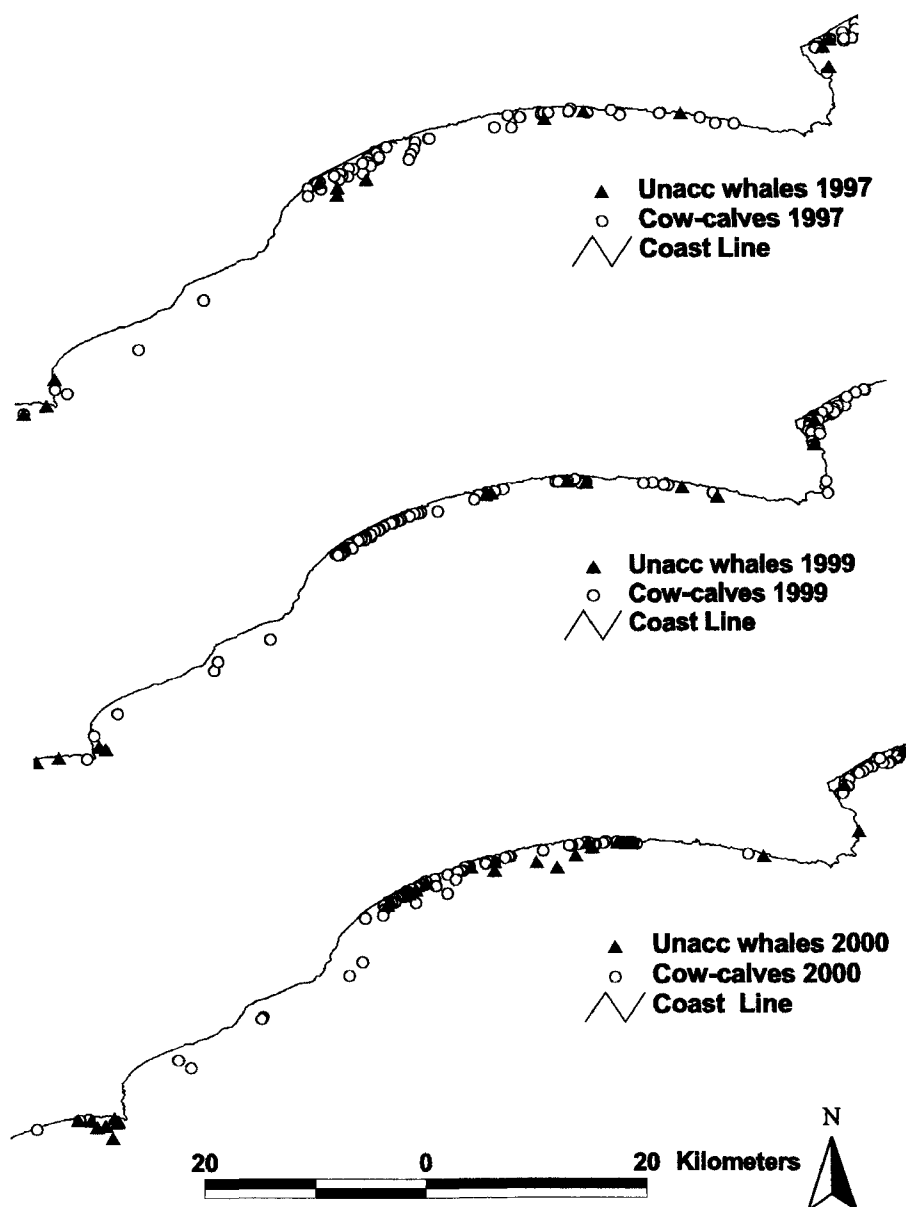 Unacc whales 1997
Cow-calves 1997
Coast Line
Unacc whales 1999
Cow-calves 1999
Coast Line
Unacc whales 2000
Cow-calves 2000
Coast Line
N
20 0 20 Kilometers